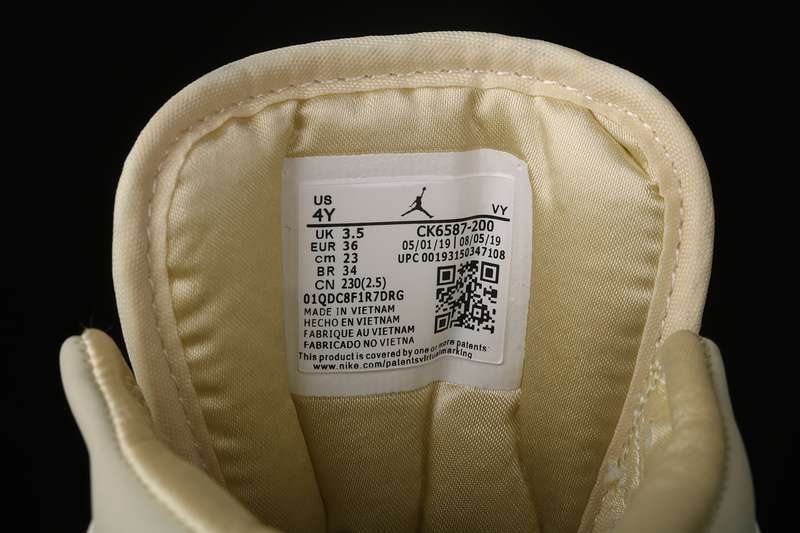 US
4Y
VY
UK 3.5
EUR 36
cm 23
BR 34
CN 230(2.5)
CK6587-200
05/01/19 | 08/05/19
UPC 00193150347108
01QDC8F1R7DRG
MADE IN VIETNAM
HECHO EN VIETNAM
FABRIQUE AU VIETNAM
FABRICADO NO VIETNA
This product is covered by one or more patents
www.nike.com/patentsvirtualmarking